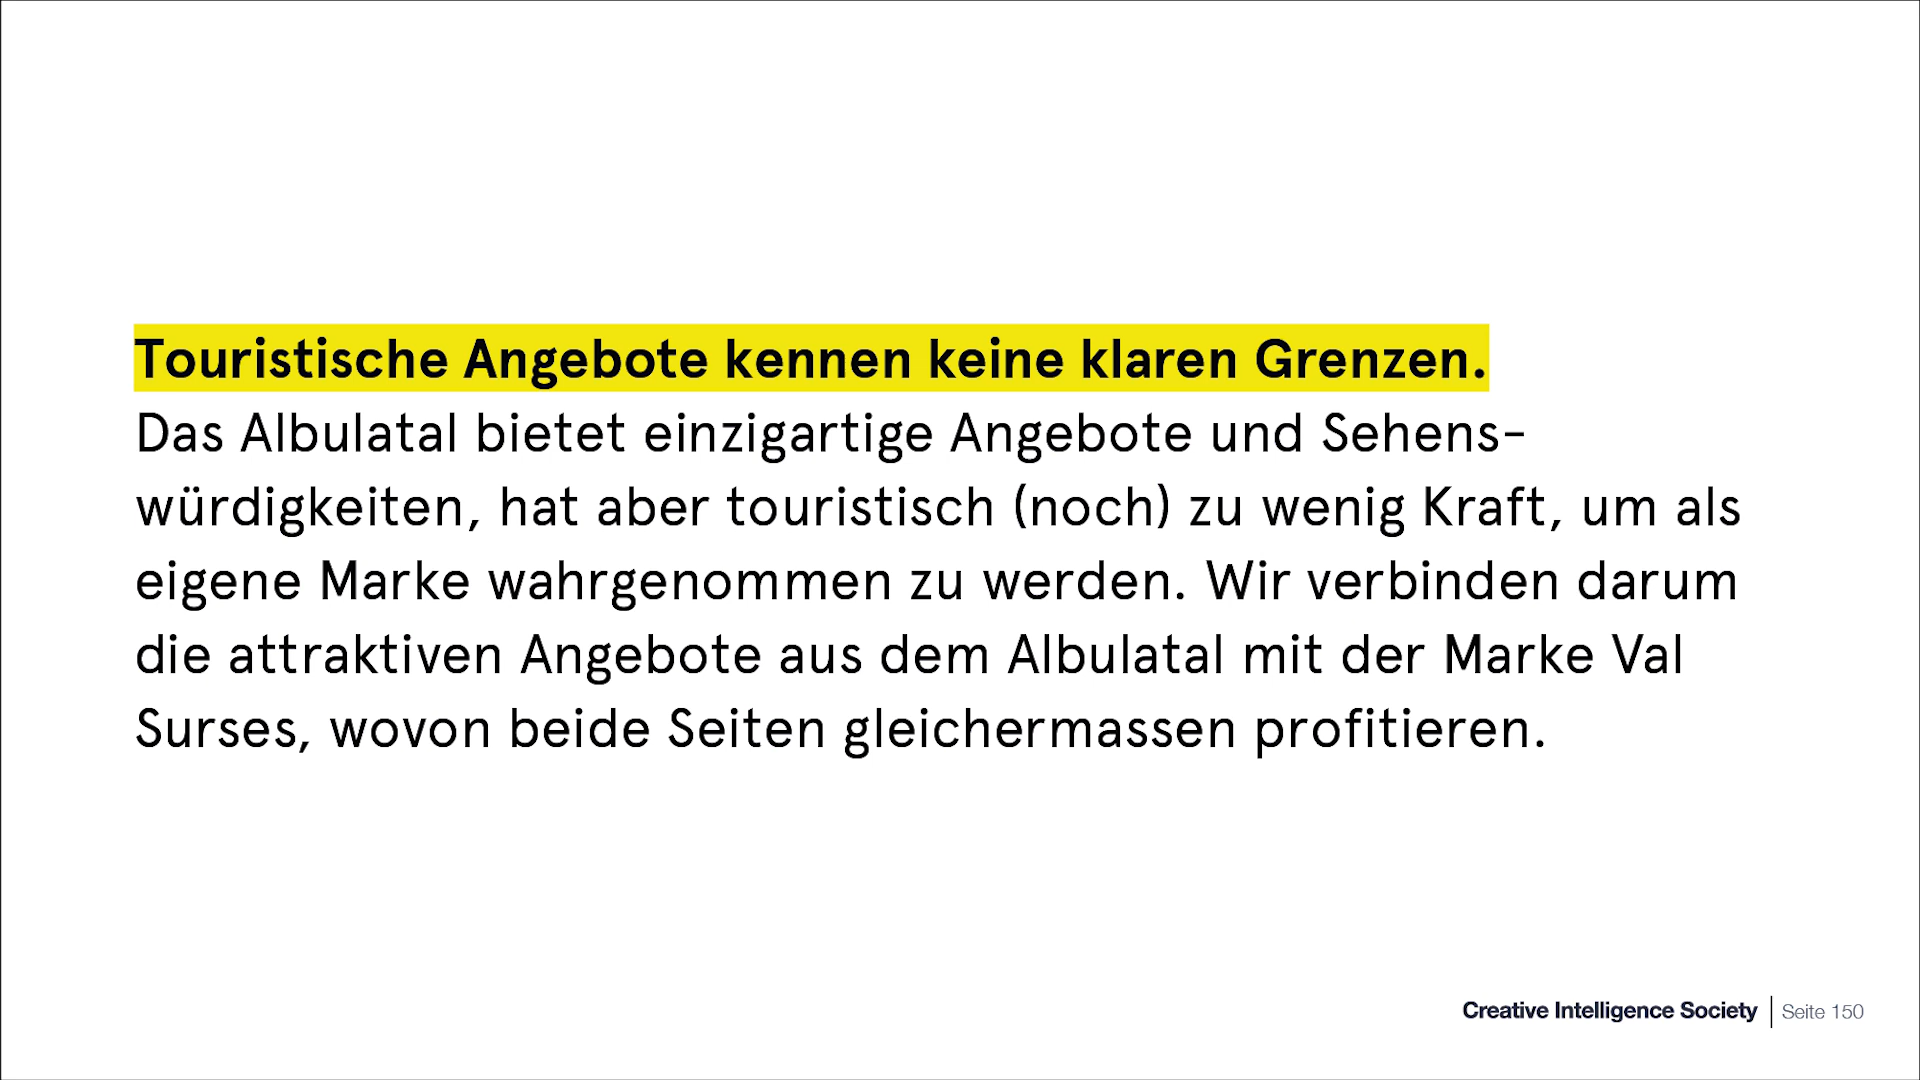 Touristische Angebote kennen keine klaren Grenzen.
Das Albulatal bietet einzigartige Angebote und Sehens-
würdigkeiten, hat aber touristisch (noch) zu wenig Kraft, um als
eigene Marke wahrgenommen zu werden. Wir verbinden darum
die attraktiven Angebote aus dem Albulatal mit der Marke Val
Surses, wovon beide Seiten gleichermassen profitieren.
Creative Intelligence Society | Seite 150